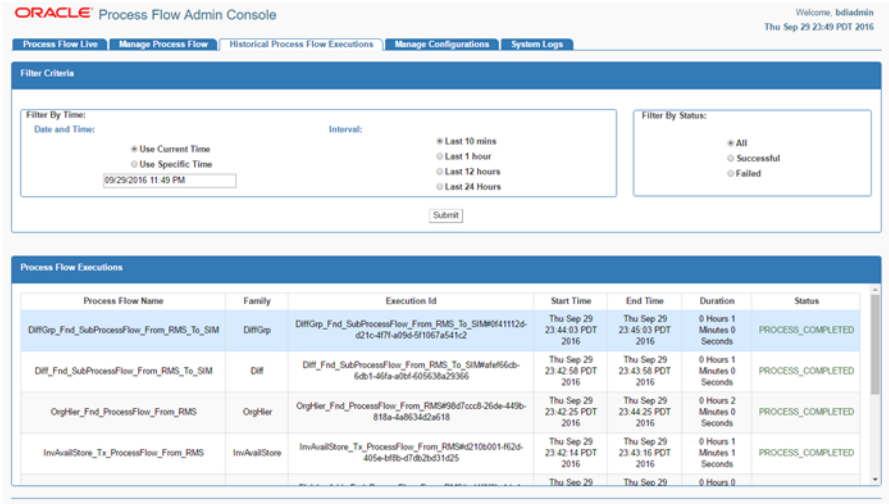 ORACLE Process Flow Admin Console
Welcome, bdiadmin
Thu Sep 29 23:49 PDT 2016
Process Flow Live
Manage Process Flow
Historical Process Flow Executions
Manage Configurations
System Logs
Filter Criteria
Filter By Time:
Date and Time:
Use Current Time
Use Specific Time
09/29/2016 11:49 PM
Interval:
Last 10 mins
Last 1 hour
Last 12 hours
Last 24 Hours
Filter By Status:
All
Successful
Failed
Submit
Process Flow Executions
Process Flow Name Family Execution Id Start Time End Time Duration Status
DiffGrp_Fnd_SubProcessFlow_From_RMS_To_SIM
DiffGrp
DiffGrp_Fnd_SubProcessFlow_From_RMS_To_SIM#0f41112d-
d21c-4f7f-a09d-5f1067a541c2
Thu Sep 29
23:44:03 PDT
2016
Thu Sep 29
23:45:03 PDT
2016
0 Hours 1
Minutes 0
Seconds
PROCESS_COMPLETED
Diff_Fnd_SubProcessFlow_From_RMS_To_SIM
Diff
Diff_Fnd_SubProcessFlow_From_RMS_To_SIM#afef66cb-
6db1-46fa-a0bf-605638a29366
Thu Sep 29
23:42:58 PDT
2016
Thu Sep 29
23:43:58 PDT
2016
0 Hours 1
Minutes 0
Seconds
PROCESS_COMPLETED
OrgHier_Fnd_ProcessFlow_From_RMS
OrgHier
OrgHier_Fnd_ProcessFlow_From_RMS#98d7ccc8-26de-449b-
818a-4a8634d2a618
Thu Sep 29
23:42:25 PDT
2016
Thu Sep 29
23:44:25 PDT
2016
0 Hours 2
Minutes 0
Seconds
PROCESS_COMPLETED
InvAvailStore_Tx_ProcessFlow_From_RMS
InvAvailStore
InvAvailStore_Tx_ProcessFlow_From_RMS#d210b001-f62d-
405e-bf8b-d7db2bd31d25
Thu Sep 29
23:42:14 PDT
2016
Thu Sep 29
23:43:16 PDT
2016
0 Hours 1
Minutes 1
Seconds
PROCESS_COMPLETED
Thu Sep 29
Thu Sep 29
0 Hours 0